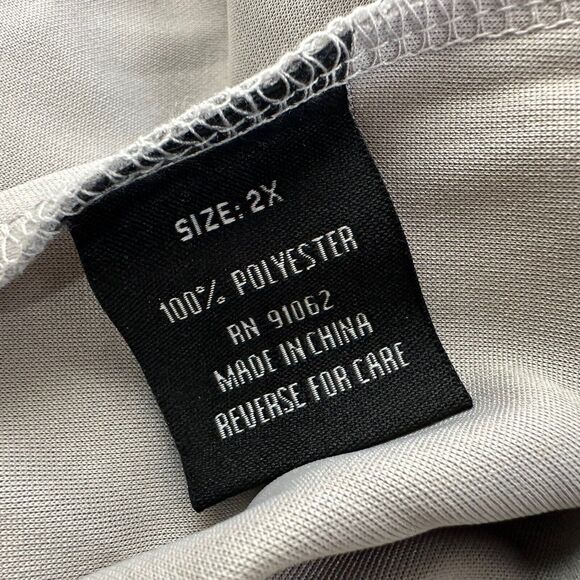 SIZE: 2X
100% POLYESTER
RN 91062
MADE IN CHINA
REVERSE FOR CARE